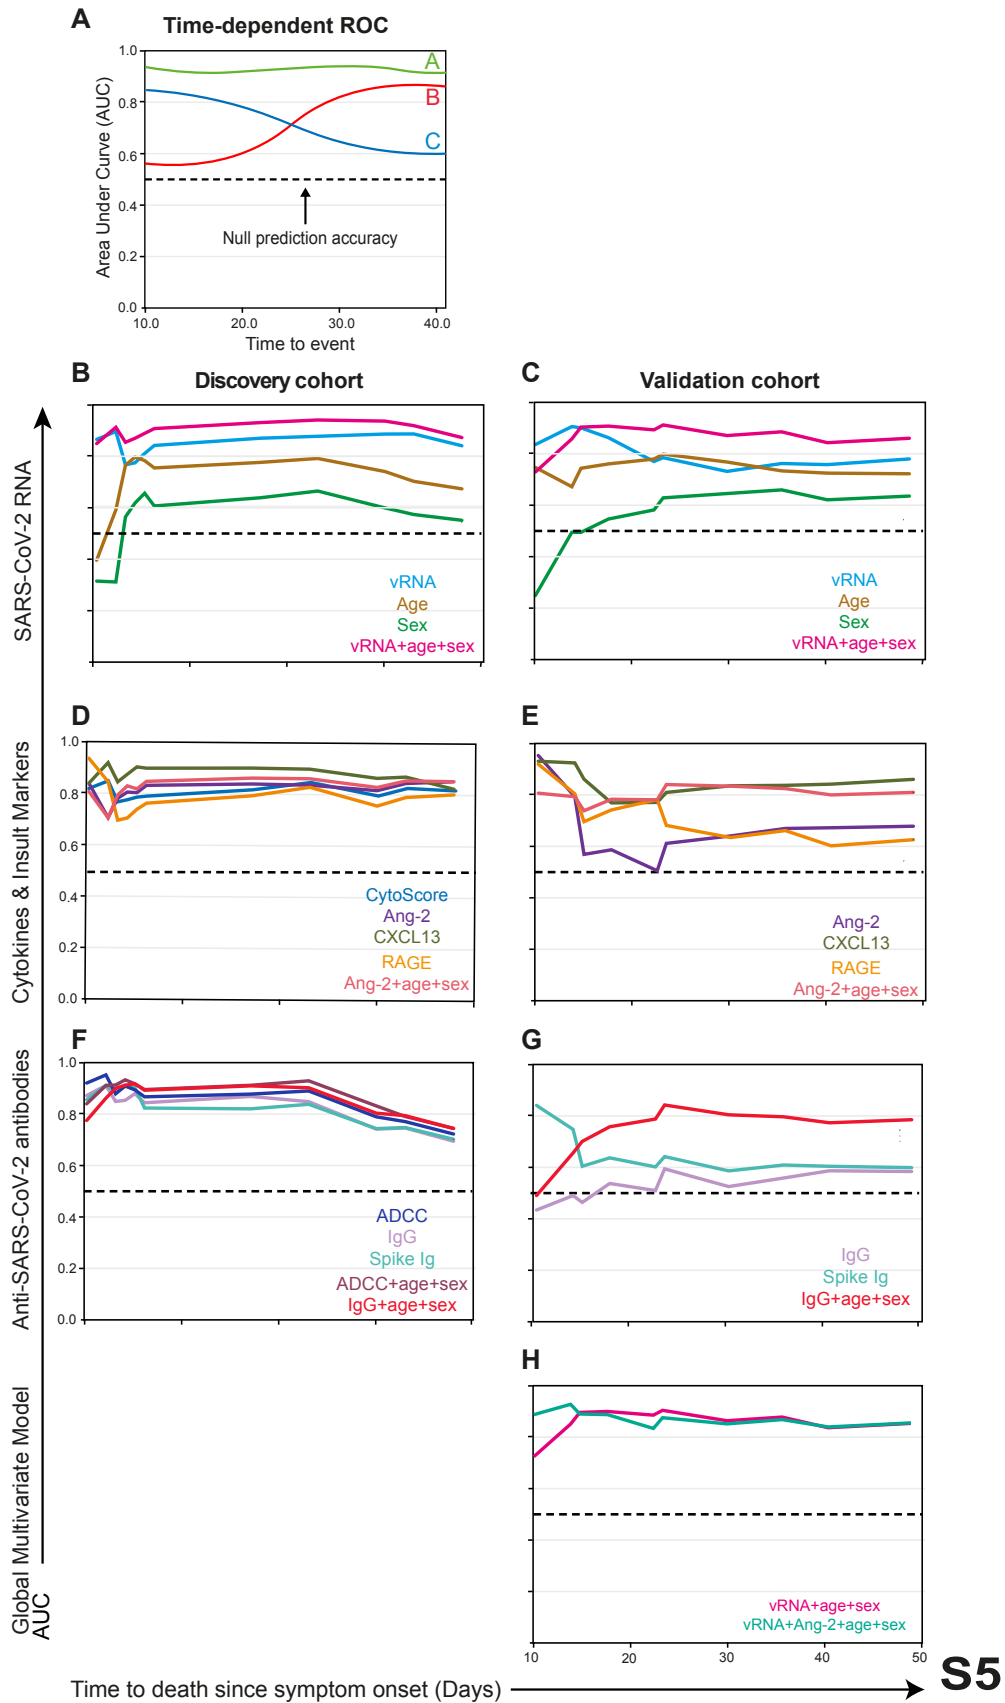 A
Time-dependent ROC
1.0
0.8
0.6
0.4
0.2
0.0
Area Under Curve (AUC)
A
B
C
Null prediction accuracy
10.0
20.0
30.0
40.0
Time to event
B
Discovery cohort
C
Validation cohort
SARS-CoV-2 RNA
vRNA
Age
Sex
vRNA+age+sex
vRNA
Age
Sex
vRNA+age+sex
D
E
Cytokines & Insult Markers
1.0
0.8
0.6
0.4
0.2
0.0
CytoScore
Ang-2
CXCL13
RAGE
Ang-2+age+sex
Ang-2
CXCL13
RAGE
Ang-2+age+sex
F
G
Anti-SARS-CoV-2 antibodies
1.0
0.8
0.6
0.4
0.2
0.0
ADCC
IgG
Spike Ig
ADCC+age+sex
IgG+age+sex
IgG
Spike Ig
IgG+age+sex
H
Global Multivariate Model
AUC
vRNA+age+sex
vRNA+Ang-2+age+sex
10
20
30
40
50
Time to death since symptom onset (Days)
S5